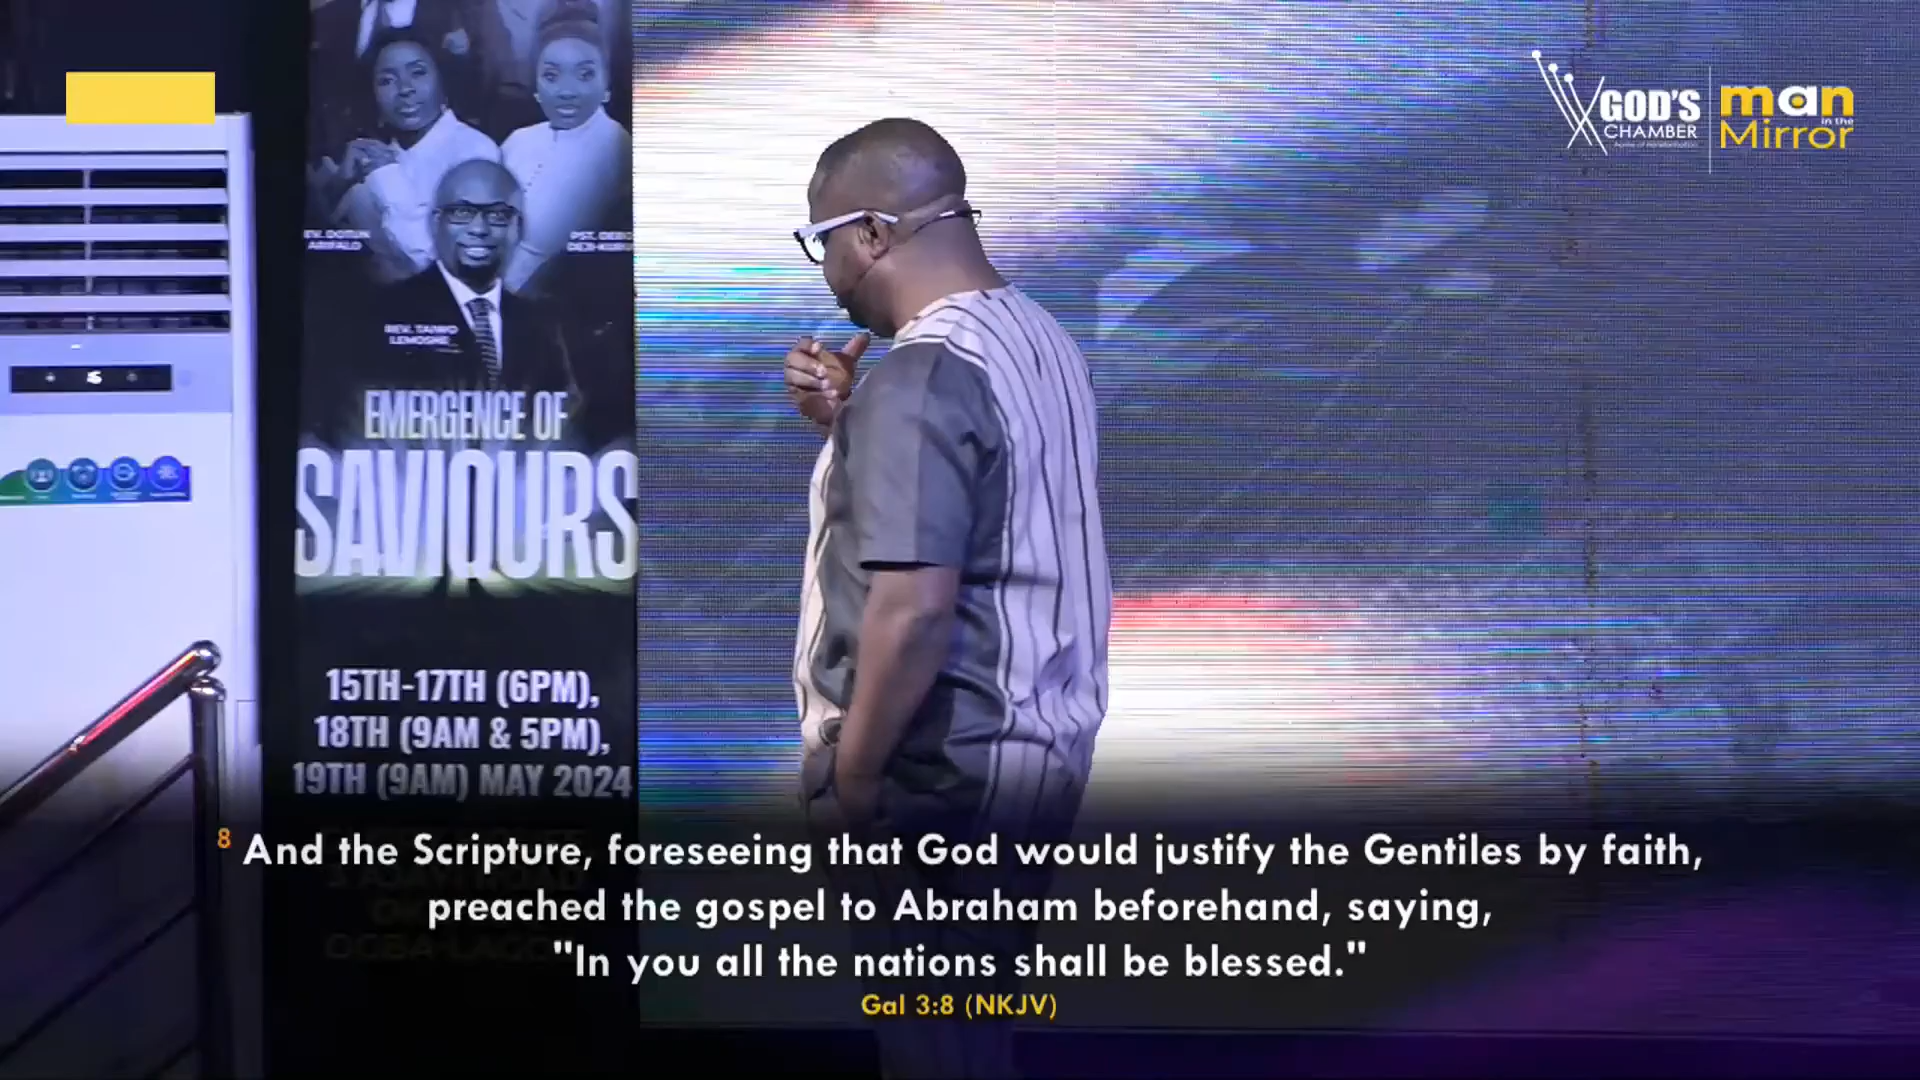 GOD'S
CHAMBER
man
in the
Mirror
REV. TAIWO
EMERGENCE OF
SAVIOURS
15TH-17TH (6PM),
18TH (9AM & 5PM),
19TH (9AM) MAY 2024
8 And the Scripture, foreseeing that God would justify the Gentiles by faith,
preached the gospel to Abraham beforehand, saying,
"In you all the nations shall be blessed."
Gal 3:8 (NKJV)